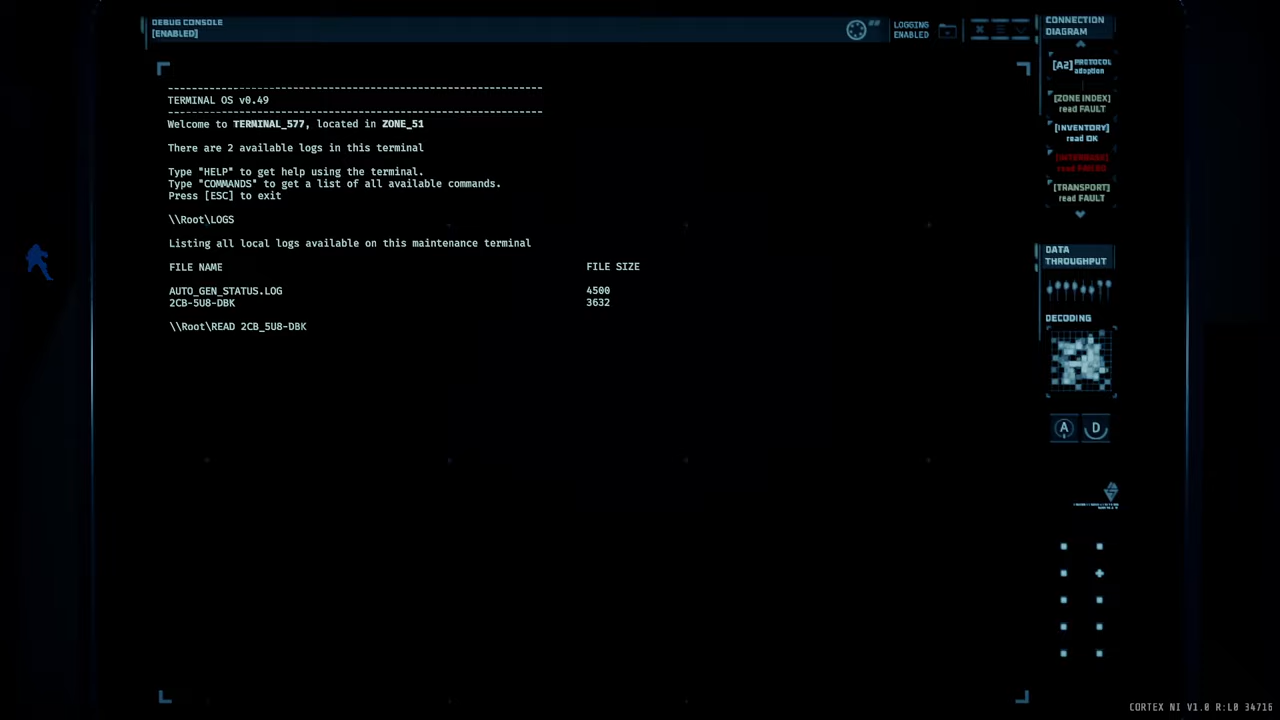 DEBUG CONSOLE
[ENABLED]
LOGGING
ENABLED
CONNECTION
DIAGRAM
[A2] PROTOCOL
adoption
[ZONE INDEX]
read FAULT
[INVENTORY]
read OK
[INTERBASE]
read FAILED
[TRANSPORT]
read FAULT
DATA
THROUGHPUT
DECODING
A D
--------------------------------------------------------------
TERMINAL OS v0.49
--------------------------------------------------------------
Welcome to TERMINAL_577, located in ZONE_51
There are 2 available logs in this terminal
Type "HELP" to get help using the terminal.
Type "COMMANDS" to get a list of all available commands.
Press [ESC] to exit
\\Root\LOGS
Listing all local logs available on this maintenance terminal
FILE NAME FILE SIZE
AUTO_GEN_STATUS.LOG 4500
2CB-5U8-DBK 3632
\\Root\READ 2CB_5U8-DBK
CORTEX NI V1.0 R:L0 34716